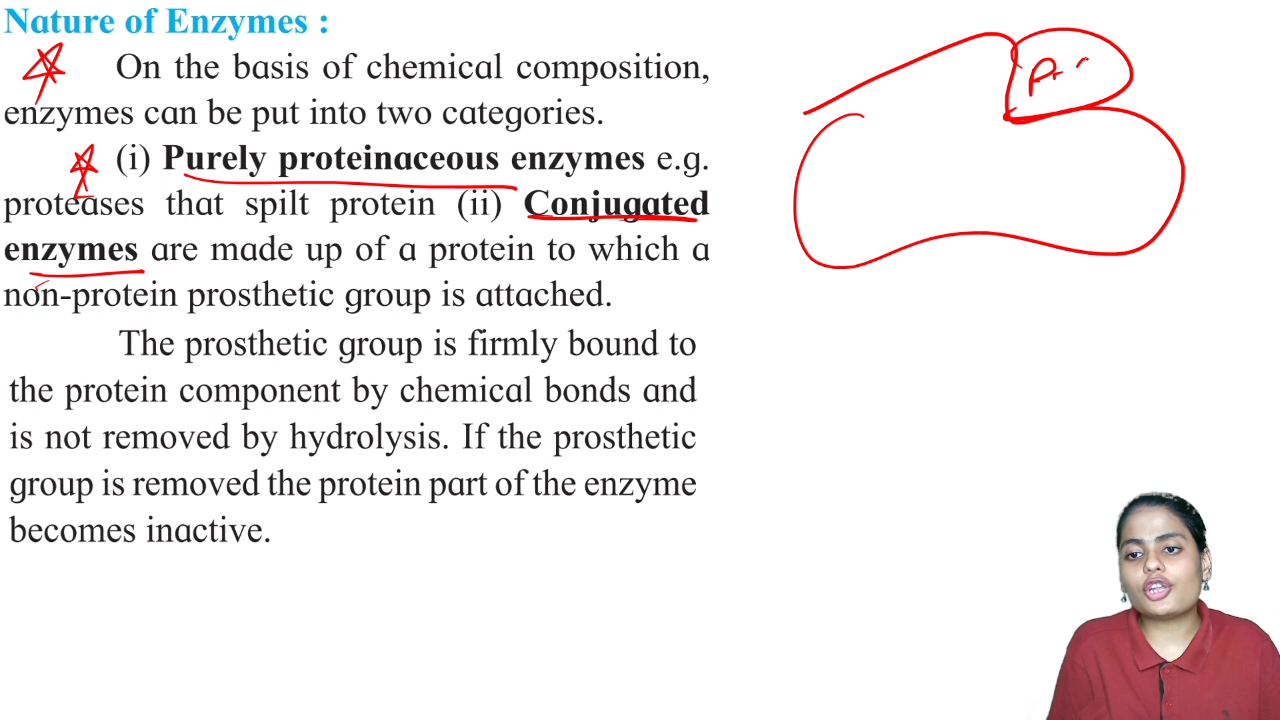 Nature of Enzymes :
On the basis of chemical composition,
enzymes can be put into two categories.
(i) Purely proteinaceous enzymes e.g.
proteases that spilt protein (ii) Conjugated
enzymes are made up of a protein to which a
non-protein prosthetic group is attached.
The prosthetic group is firmly bound to
the protein component by chemical bonds and
is not removed by hydrolysis. If the prosthetic
group is removed the protein part of the enzyme
becomes inactive.